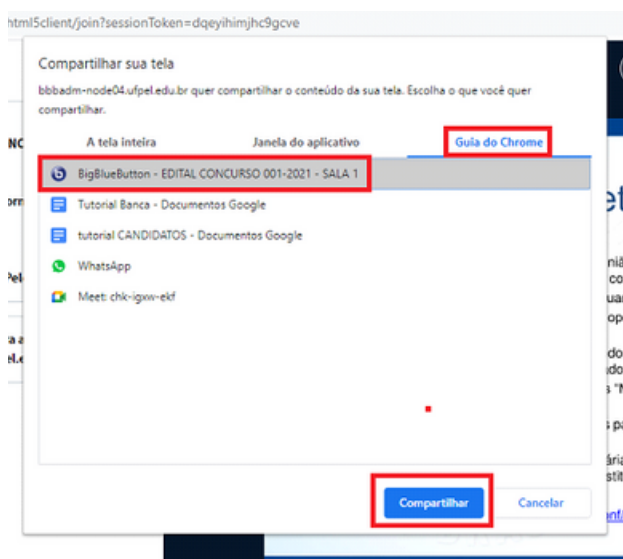 html5client/join?sessionToken=dqeyihimjhc9gcve
Compartilhar sua tela
bbbadm-node04.ufpel.edu.br quer compartilhar o conteúdo da sua tela. Escolha o que você quer
compartilhar.
A tela inteira Janela do aplicativo Guia do Chrome
BigBlueButton - EDITAL CONCURSO 001-2021 - SALA 1
Tutorial Banca - Documentos Google
tutorial CANDIDATOS - Documentos Google
WhatsApp
Meet: chk-igxw-ekf
Compartilhar Cancelar